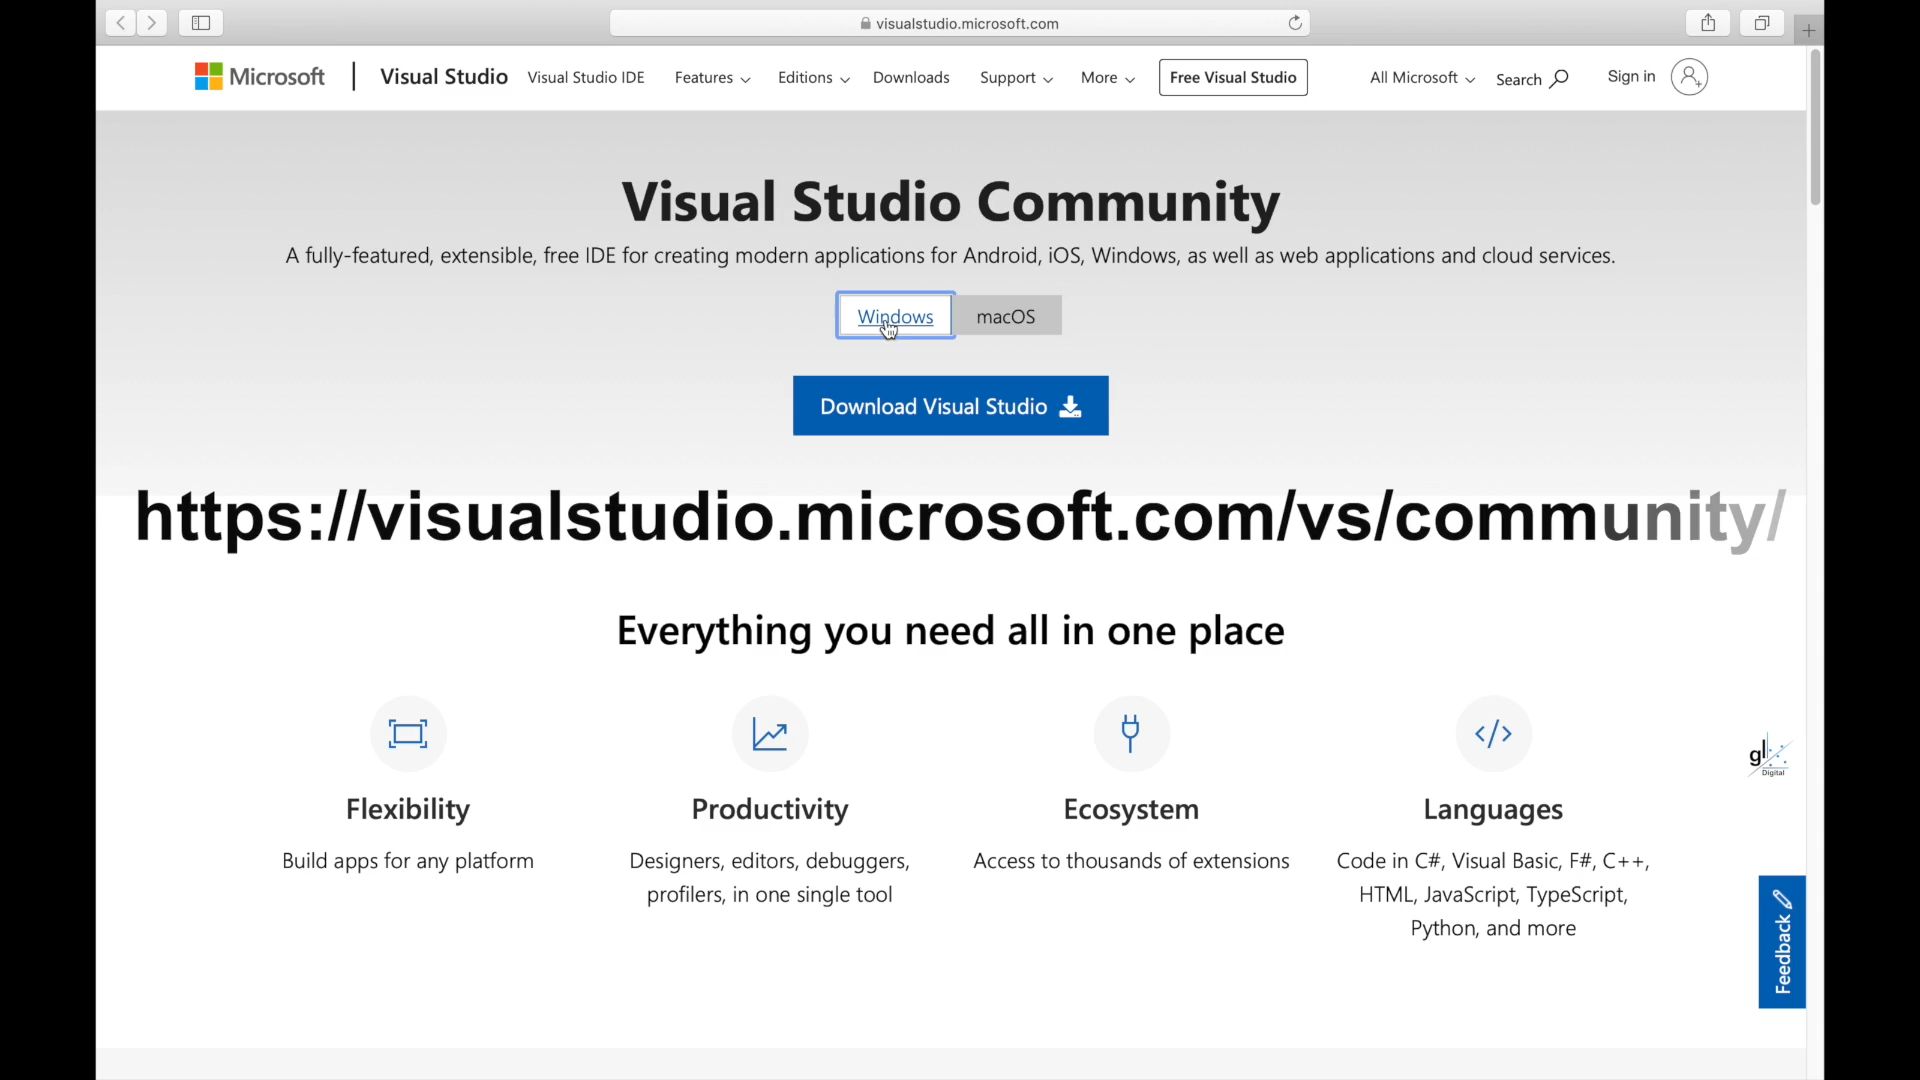 visualstudio.microsoft.com
Microsoft
Visual Studio
Visual Studio IDE
Features
Editions
Downloads
Support
More
Free Visual Studio
All Microsoft
Search
Sign in
Visual Studio Community
A fully-featured, extensible, free IDE for creating modern applications for Android, iOS, Windows, as well as web applications and cloud services.
Windows
macOS
Download Visual Studio
https://visualstudio.microsoft.com/vs/community/
Everything you need all in one place
Flexibility
Build apps for any platform
Productivity
Designers, editors, debuggers,
profilers, in one single tool
Ecosystem
Access to thousands of extensions
Languages
Code in C#, Visual Basic, F#, C++,
HTML, JavaScript, TypeScript,
Python, and more
gl
Digital
Feedback